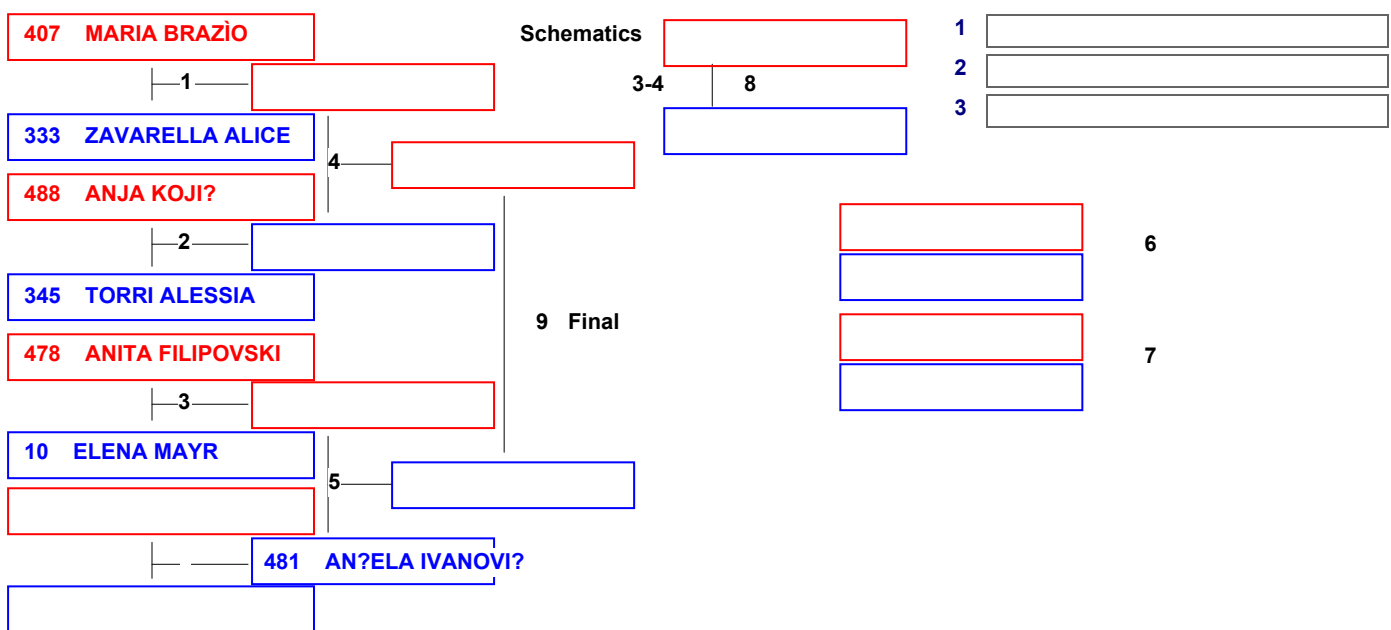 407 MARIA BRAZÌO
1
333 ZAVARELLA ALICE
4
488 ANJA KOJI?
2
345 TORRI ALESSIA
9 Final
478 ANITA FILIPOVSKI
3
10 ELENA MAYR
5
481 AN?ELA IVANOVI?
Schematics
3-4 8
1
2
3
6
7